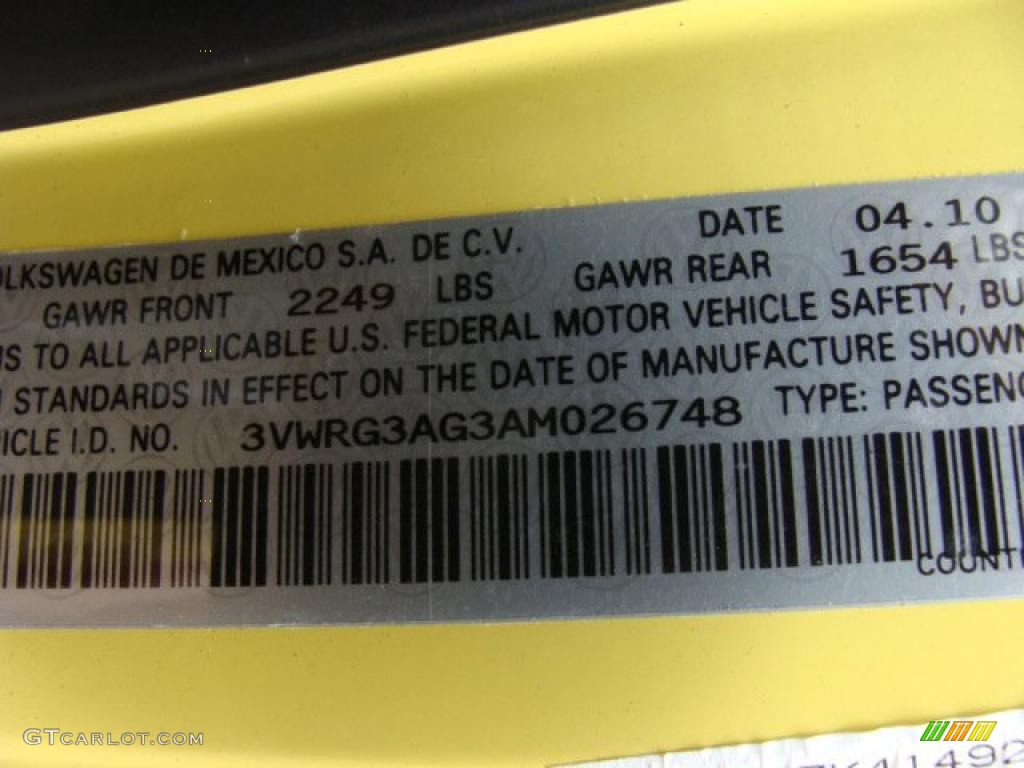 OLKSWAGEN DE MEXICO S.A. DE C.V. DATE 04.10
GAWR FRONT 2249 LBS GAWR REAR 1654 LBS
TO ALL APPLICABLE U.S. FEDERAL MOTOR VEHICLE SAFETY, BU
STANDARDS IN EFFECT ON THE DATE OF MANUFACTURE SHOWN
ICLE I.D. NO. 3VWRG3AG3AM026748 TYPE: PASSENG
COUNT
GTCARLOT.COM
41492